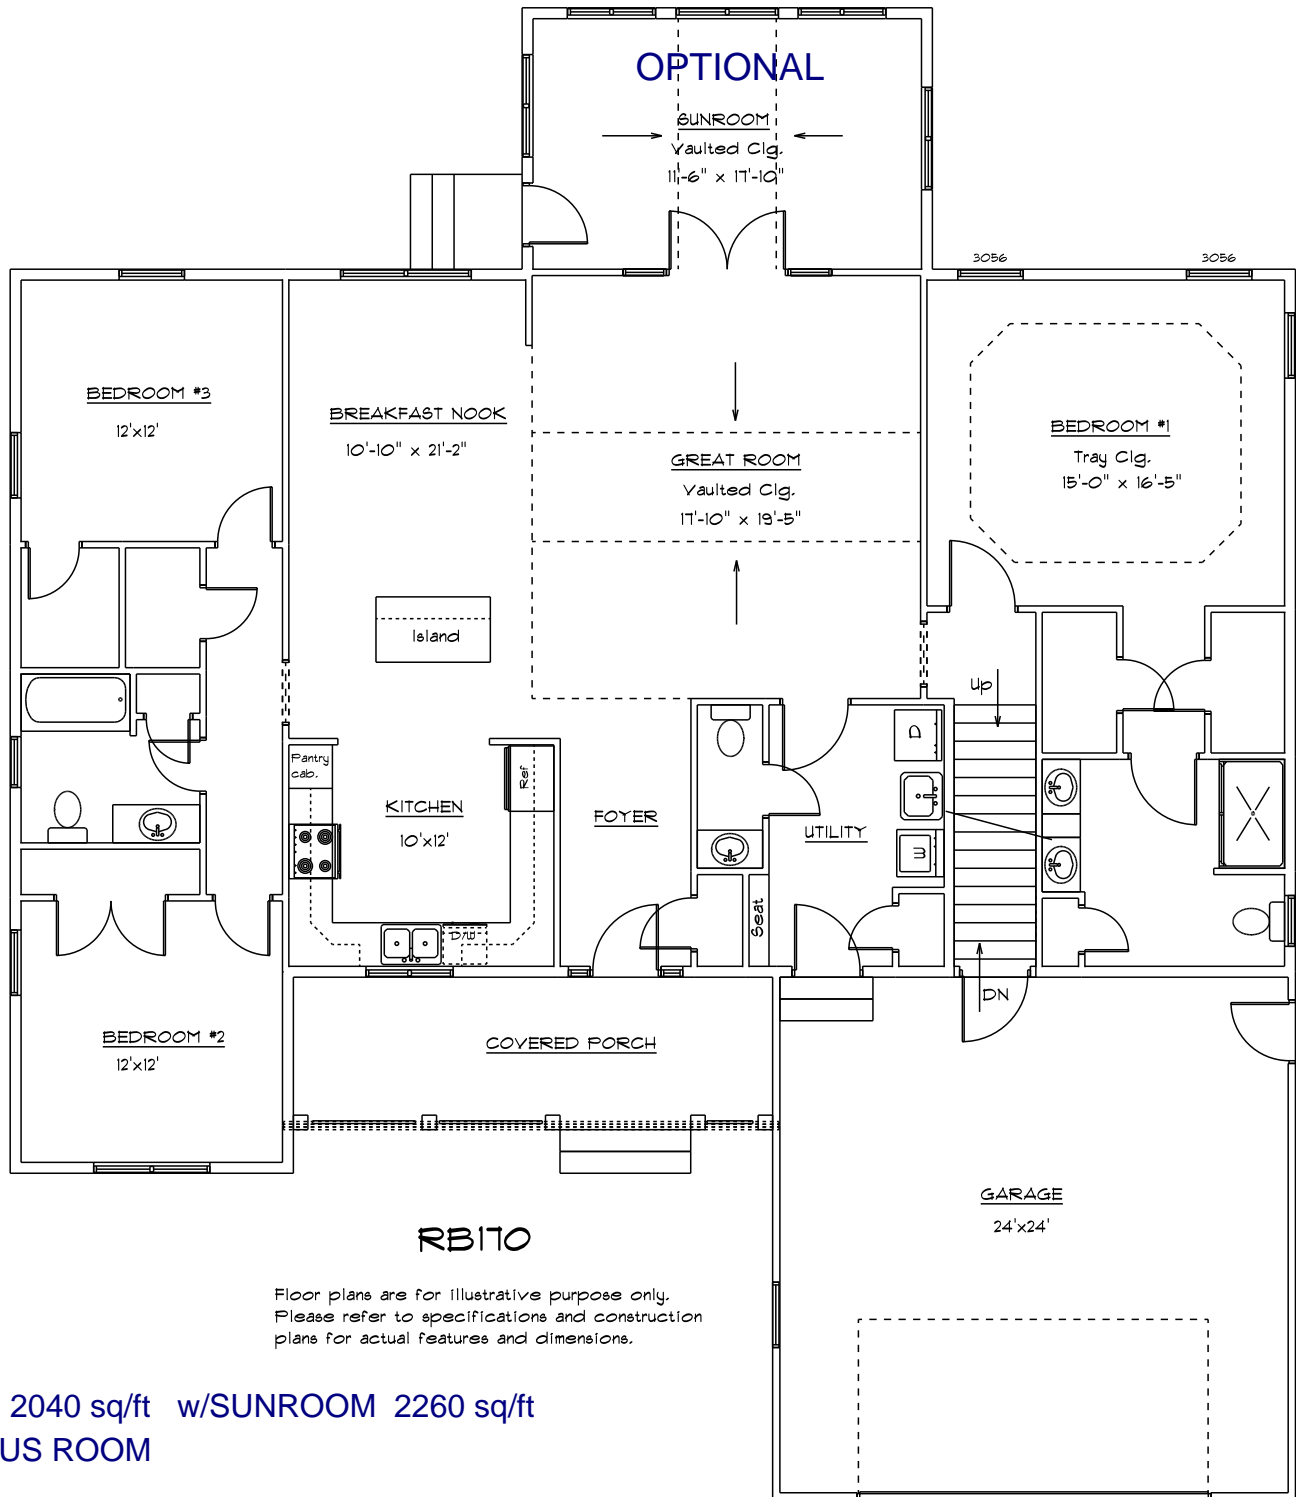 OPTIONAL
SUNROOM
Vaulted Clg.
11'-6" x 17'-10"
3056
3056
BEDROOM #3
12'x12'
BREAKFAST NOOK
10'-10" x 21'-2"
GREAT ROOM
Vaulted Clg.
17'-10" x 19'-5"
BEDROOM #1
Tray Clg.
15'-0" x 16'-5"
Island
Up
D
Pantry
cab.
Ref
KITCHEN
10'x12'
FOYER
UTILITY
W
Seat
D/W
DN
BEDROOM #2
12'x12'
COVERED PORCH
GARAGE
24'x24'
RB170
Floor plans are for illustrative purpose only.
Please refer to specifications and construction
plans for actual features and dimensions.
2040 sq/ft w/SUNROOM 2260 sq/ft
US ROOM